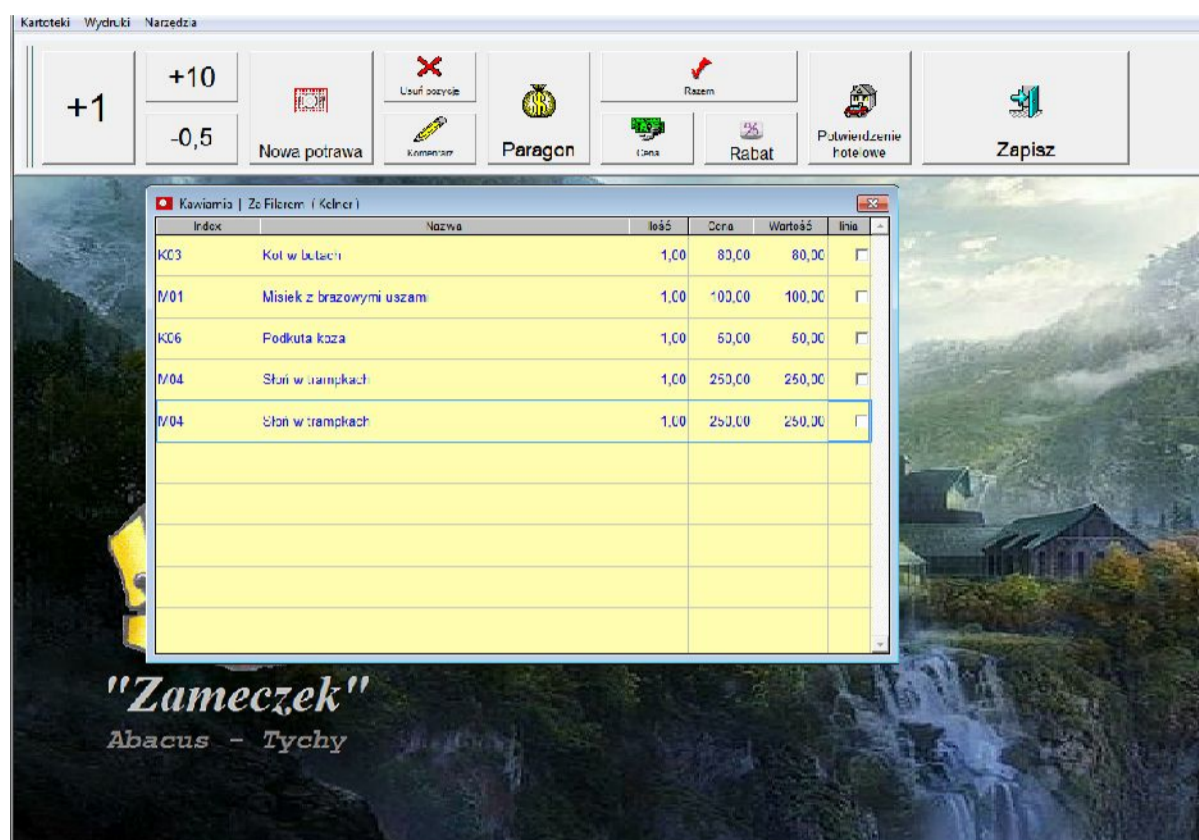 Kartoteki Wydruki Narzędzia
+1
+10
-0,5
Nowa potrawa
Usuń pozycję
Komentarz
Paragon
Razem
Cena
Rabat
Potwierdzenie
hotelowe
Zapisz
Kawiarnia | Za Filarem ( Kelner )
Index Nazwa Ilość Cena Wartość linia
K03 Kot w butach 1,00 80,00 80,00
M01 Misiek z brazowymi uszami 1,00 100,00 100,00
K06 Podkuta koza 1,00 50,00 50,00
M04 Słoń w trampkach 1,00 250,00 250,00
M04 Słoń w trampkach 1,00 250,00 250,00
"Zameczek"
Abacus - Tychy